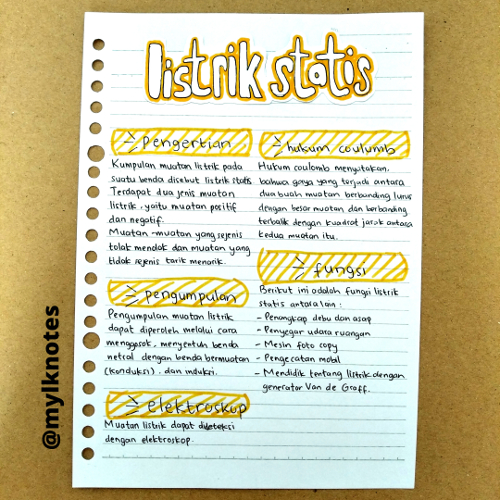 listrik statis
pengertian
Kumpulan muatan listrik pada
suatu benda disebut listrik statis
Terdapat dua jenis muatan
listrik, yaitu muatan positif
dan negatif.
Muatan-muatan yang sejenis
tolak menolak dan muatan yang
tidak sejenis tarik menarik.
pengumpulan
Pengumpulan muatan listrik
dapat diperoleh melalui cara
menggosok, menyentuh benda
netral dengan benda bermuatan
(konduksi), dan induksi.
elektroskop
Muatan listrik dapat dideteksi
dengan elektroskop.
hukum coulumb
Hukum coulomb menyatakan,
bahwa gaya yang terjadi antara
dua buah muatan berbanding lurus
dengan besar muatan dan berbanding
terbalik dengan kuadrat jarak antara
kedua muatan itu.
fungsi
Berikut ini adalah fungsi listrik
statis antara lain :
- Penangkap debu dan asap
- Penyegar udara ruangan
- Mesin foto copy
- Pengecatan mobil
- Mendidik tentang listrik dengan
generator Van de Graff.
@mylknotes